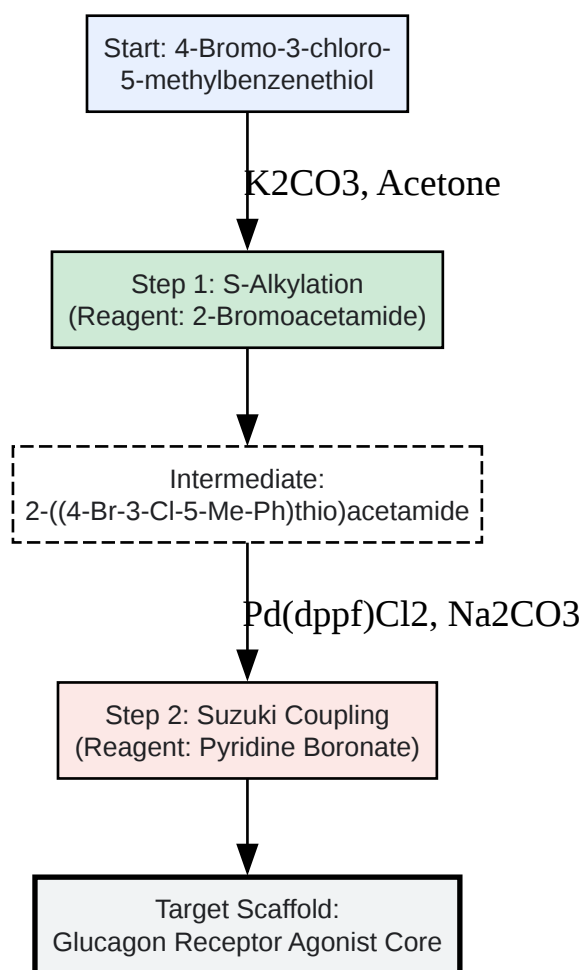 Start: 4-Bromo-3-chloro-
5-methylbenzenethiol
K2CO3, Acetone
Step 1: S-Alkylation
(Reagent: 2-Bromoacetamide)
Intermediate:
2-((4-Br-3-Cl-5-Me-Ph)thio)acetamide
Pd(dppf)Cl2, Na2CO3
Step 2: Suzuki Coupling
(Reagent: Pyridine Boronate)
Target Scaffold:
Glucagon Receptor Agonist Core